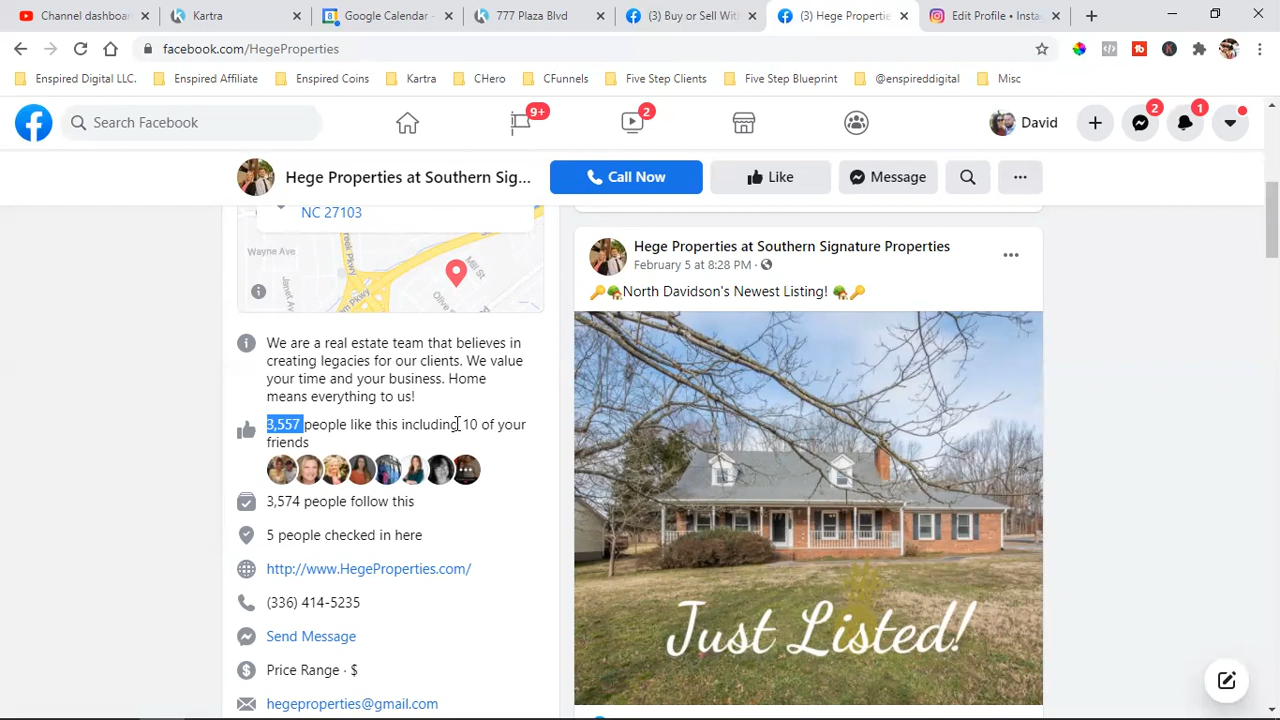 Channel dashboard
Kartra
Google Calendar -
777 Plaza Blvd
(3) Buy or Sell With
(3) Hege Properties
Edit Profile • Insta
facebook.com/HegeProperties
Enspired Digital LLC.
Enspired Affiliate
Enspired Coins
Kartra
CHero
CFunnels
Five Step Clients
Five Step Blueprint
@enspireddigital
Misc
Search Facebook
9+
2
David
2
1
Hege Properties at Southern Sig...
Call Now
Like
Message
NC 27103
Wayne Ave
Mill St
We are a real estate team that believes in
creating legacies for our clients. We value
your time and your business. Home
means everything to us!
3,557 people like this including 10 of your
friends
3,574 people follow this
5 people checked in here
http://www.HegeProperties.com/
(336) 414-5235
Send Message
Price Range · $
hegeproperties@gmail.com
Hege Properties at Southern Signature Properties
February 5 at 8:28 PM ·
🔑🏡North Davidson's Newest Listing! 🏡🔑
Just Listed!